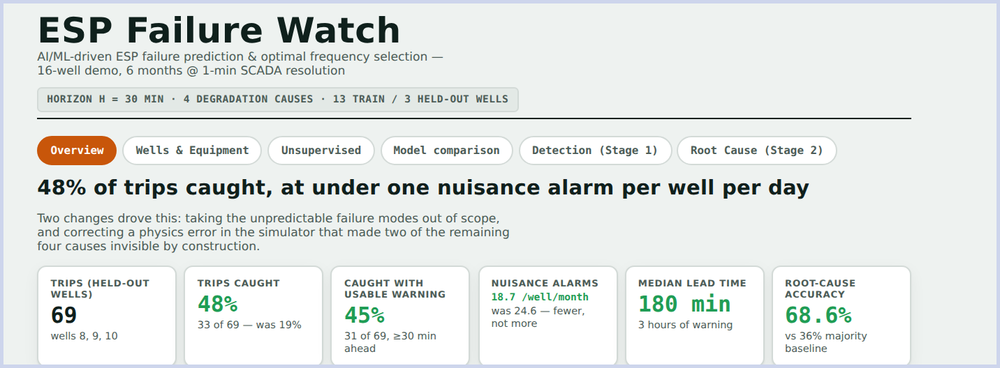 ESP Failure Watch
AI/ML-driven ESP failure prediction & optimal frequency selection —
16-well demo, 6 months @ 1-min SCADA resolution
HORIZON H = 30 MIN · 4 DEGRADATION CAUSES · 13 TRAIN / 3 HELD-OUT WELLS
Overview
Wells & Equipment
Unsupervised
Model comparison
Detection (Stage 1)
Root Cause (Stage 2)
48% of trips caught, at under one nuisance alarm per well per day
Two changes drove this: taking the unpredictable failure modes out of scope,
and correcting a physics error in the simulator that made two of the remaining
four causes invisible by construction.
TRIPS (HELD-OUT
WELLS)
69
wells 8, 9, 10
TRIPS CAUGHT
48%
33 of 69 — was 19%
CAUGHT WITH
USABLE WARNING
45%
31 of 69, ≥30 min
ahead
NUISANCE ALARMS
18.7 /well/month
was 24.6 — fewer,
not more
MEDIAN LEAD TIME
180 min
3 hours of warning
ROOT-CAUSE
ACCURACY
68.6%
vs 36% majority
baseline